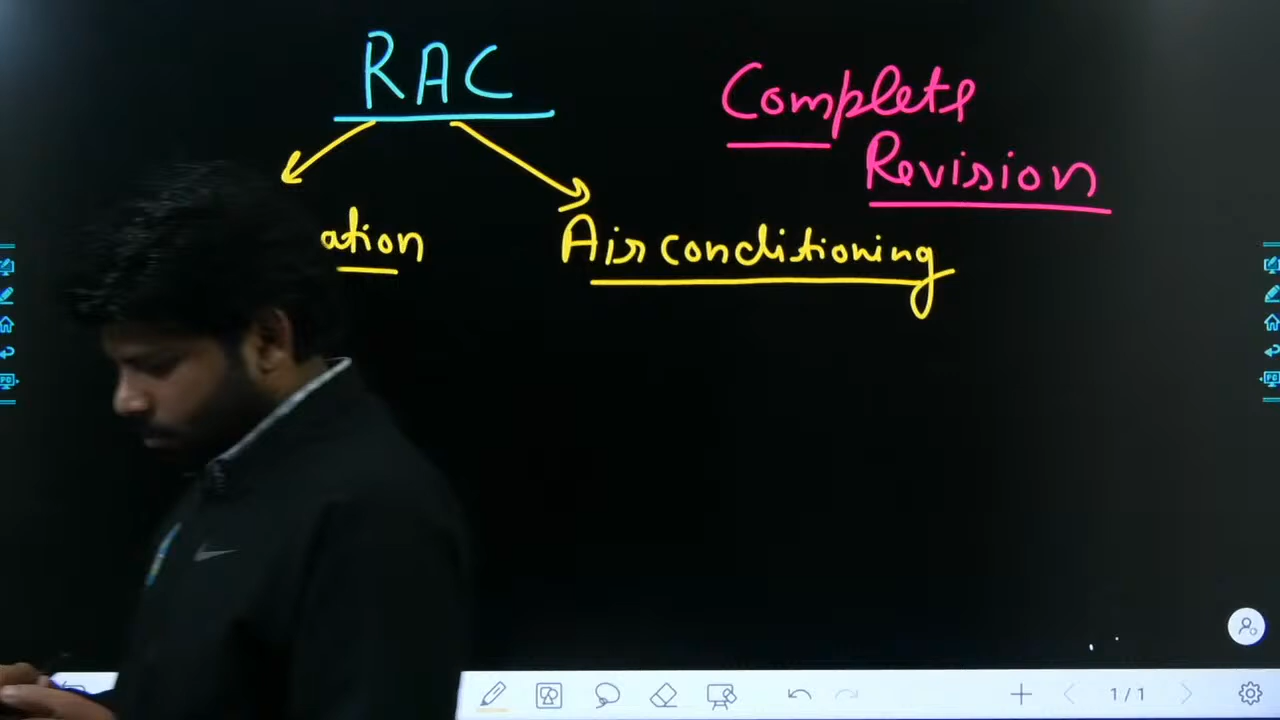 RAC
Complete
Revision
ation
Airconditioning
1/1